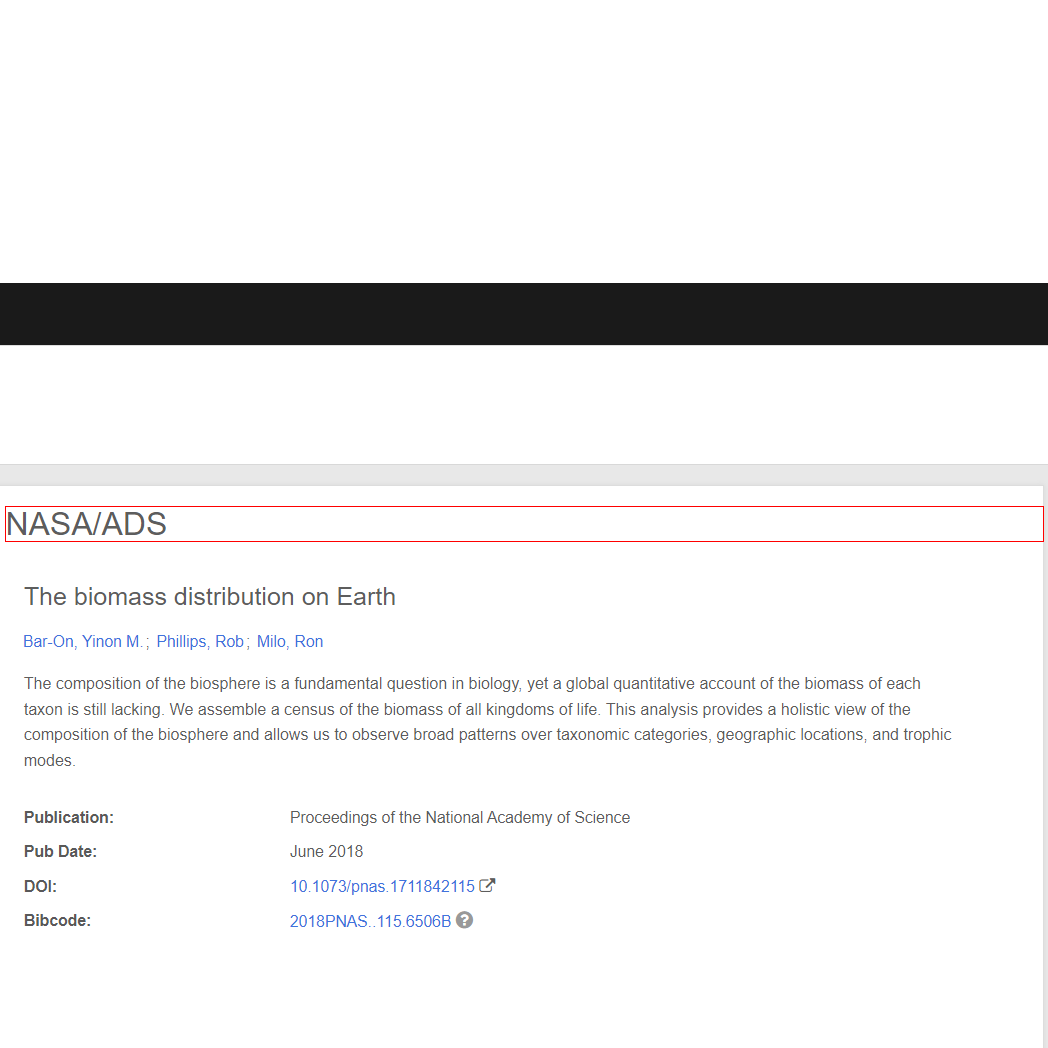 NASA/ADS
The biomass distribution on Earth
Bar-On, Yinon M.; Phillips, Rob; Milo, Ron
The composition of the biosphere is a fundamental question in biology, yet a global quantitative account of the biomass of each
taxon is still lacking. We assemble a census of the biomass of all kingdoms of life. This analysis provides a holistic view of the
composition of the biosphere and allows us to observe broad patterns over taxonomic categories, geographic locations, and trophic
modes.
Publication: Proceedings of the National Academy of Science
Pub Date: June 2018
DOI: 10.1073/pnas.1711842115
Bibcode: 2018PNAS..115.6506B